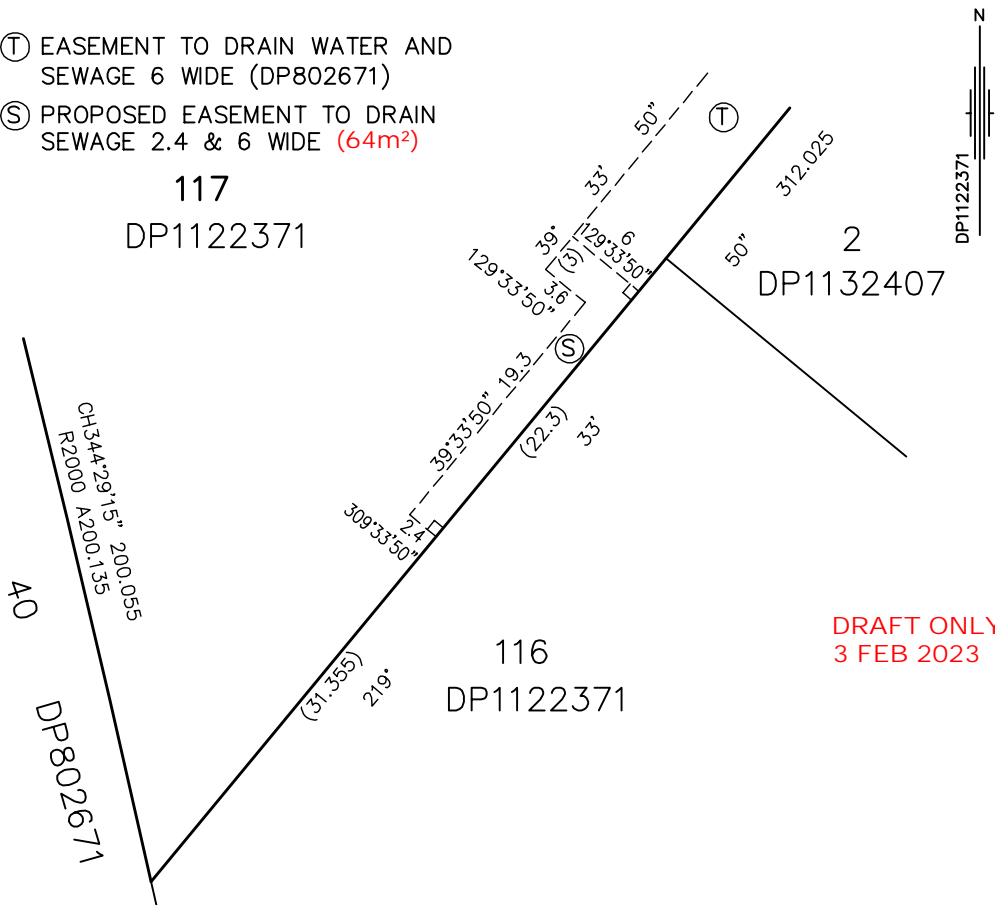 Ⓣ EASEMENT TO DRAIN WATER AND
SEWAGE 6 WIDE (DP802671)
Ⓢ PROPOSED EASEMENT TO DRAIN
SEWAGE 2.4 & 6 WIDE (64m²)
N
DP1122371
117
DP1122371
Ⓣ
50"
33'
39°
312.025
50"
2
DP1132407
6
129°33'50"
(3)
3.6
129°33'50"
Ⓢ
39°33'50" 19.3
(22.3)
33'
2.4
309°33'50"
CH344°29'15" 200.055
R2000 A200.135
40
DP802671
(31.355)
219°
116
DP1122371
DRAFT ONLY
3 FEB 2023